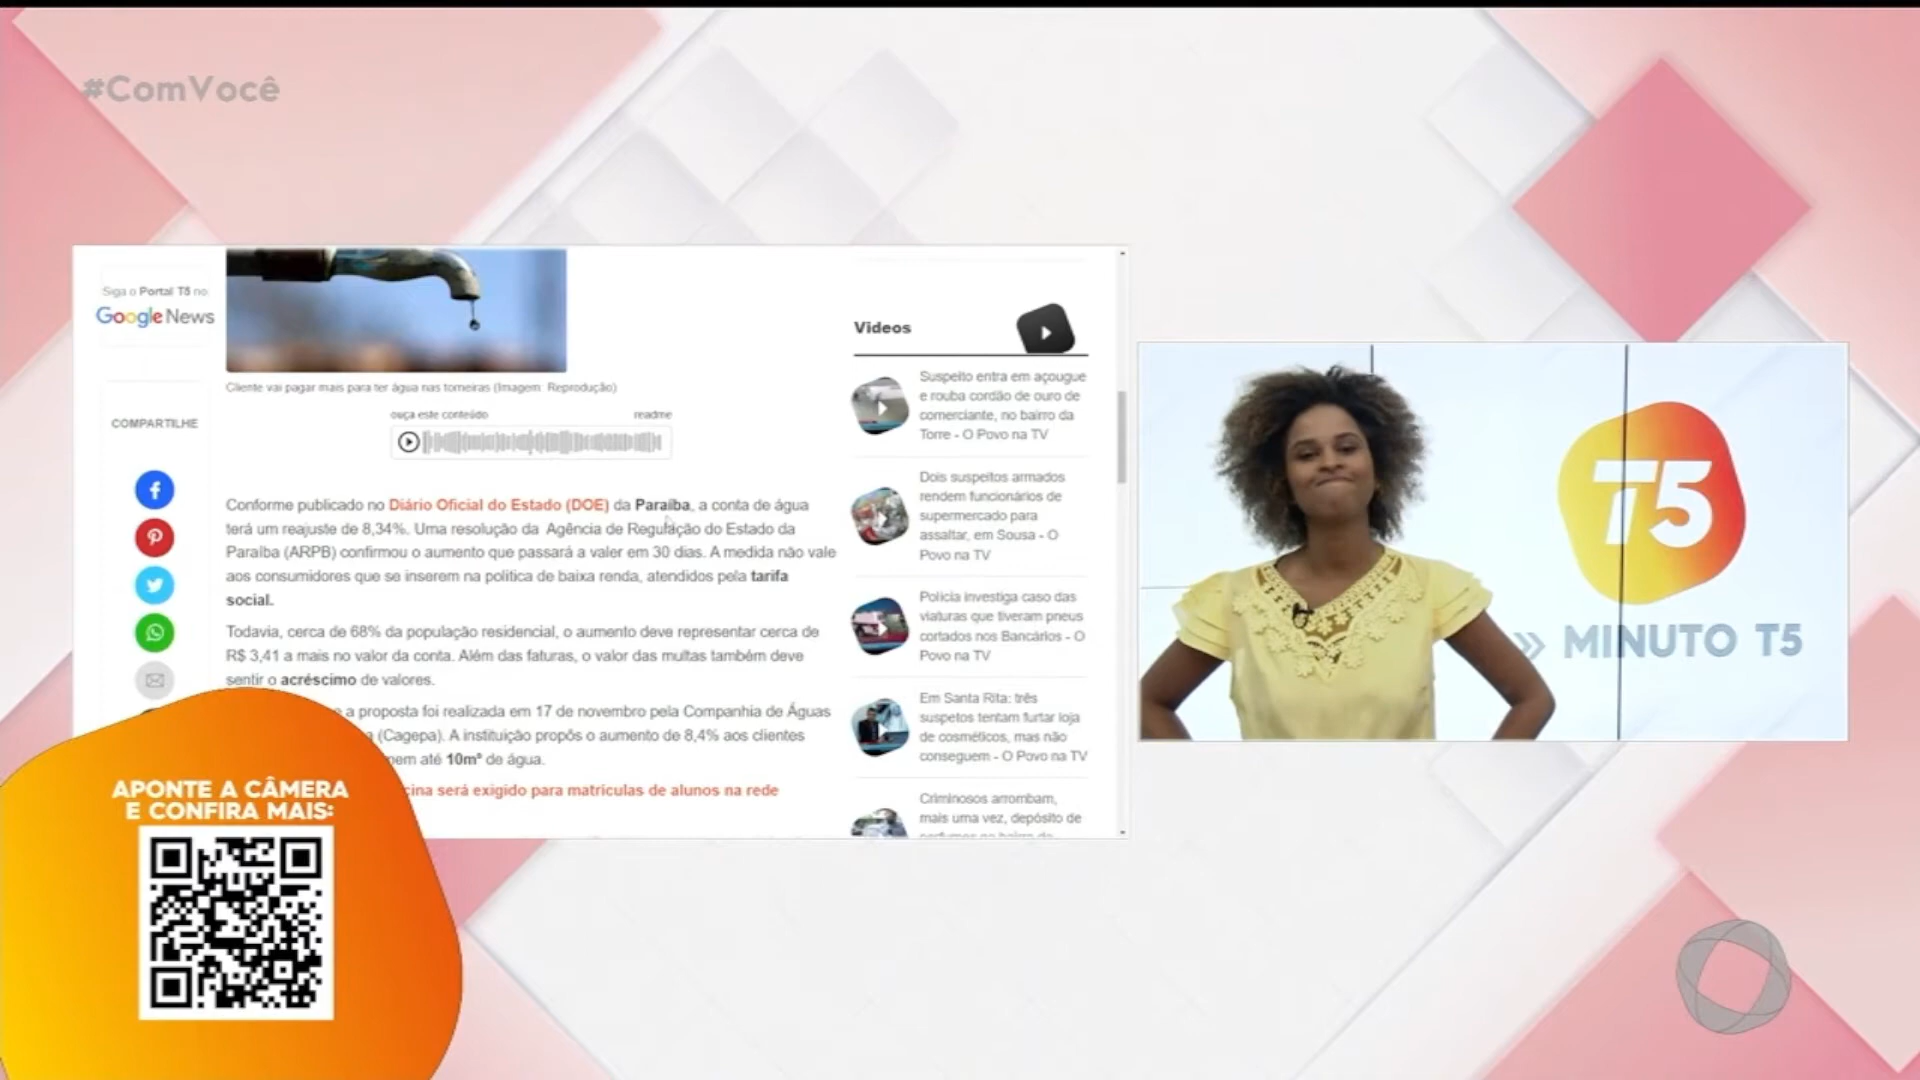 #ComVocê
Siga o Portal T5 no
Google News
COMPARTILHE
Cliente vai pagar mais para ter água nas torneiras (Imagem: Reprodução)
ouça este conteúdo
readme
Conforme publicado no Diário Oficial do Estado (DOE) da Paraíba, a conta de água
terá um reajuste de 8,34%. Uma resolução da Agência de Regulação do Estado da
Paraíba (ARPB) confirmou o aumento que passará a valer em 30 dias. A medida não vale
aos consumidores que se inserem na política de baixa renda, atendidos pela tarifa
social.
Todavia, cerca de 68% da população residencial, o aumento deve representar cerca de
R$ 3,41 a mais no valor da conta. Além das faturas, o valor das multas também deve
sentir o acréscimo de valores.
a proposta foi realizada em 17 de novembro pela Companhia de Águas
(Cagepa). A instituição propôs o aumento de 8,4% aos clientes
até 10m³ de água.
será exigido para matriculas de alunos na rede
Videos
Suspeito entra em açougue
e rouba cordão de ouro de
comerciante, no bairro da
Torre - O Povo na TV
Dois suspeitos armados
rendem funcionários de
supermercado para
assaltar, em Sousa - O
Povo na TV
Polícia investiga caso das
viaturas que tiveram pneus
cortados nos Bancários - O
Povo na TV
Em Santa Rita: três
suspetos tentam furtar loja
de cosméticos, mas não
conseguem - O Povo na TV
Criminosos arrombam,
mais uma vez, depósito de
T5
» MINUTO T5
APONTE A CÂMERA
E CONFIRA MAIS: